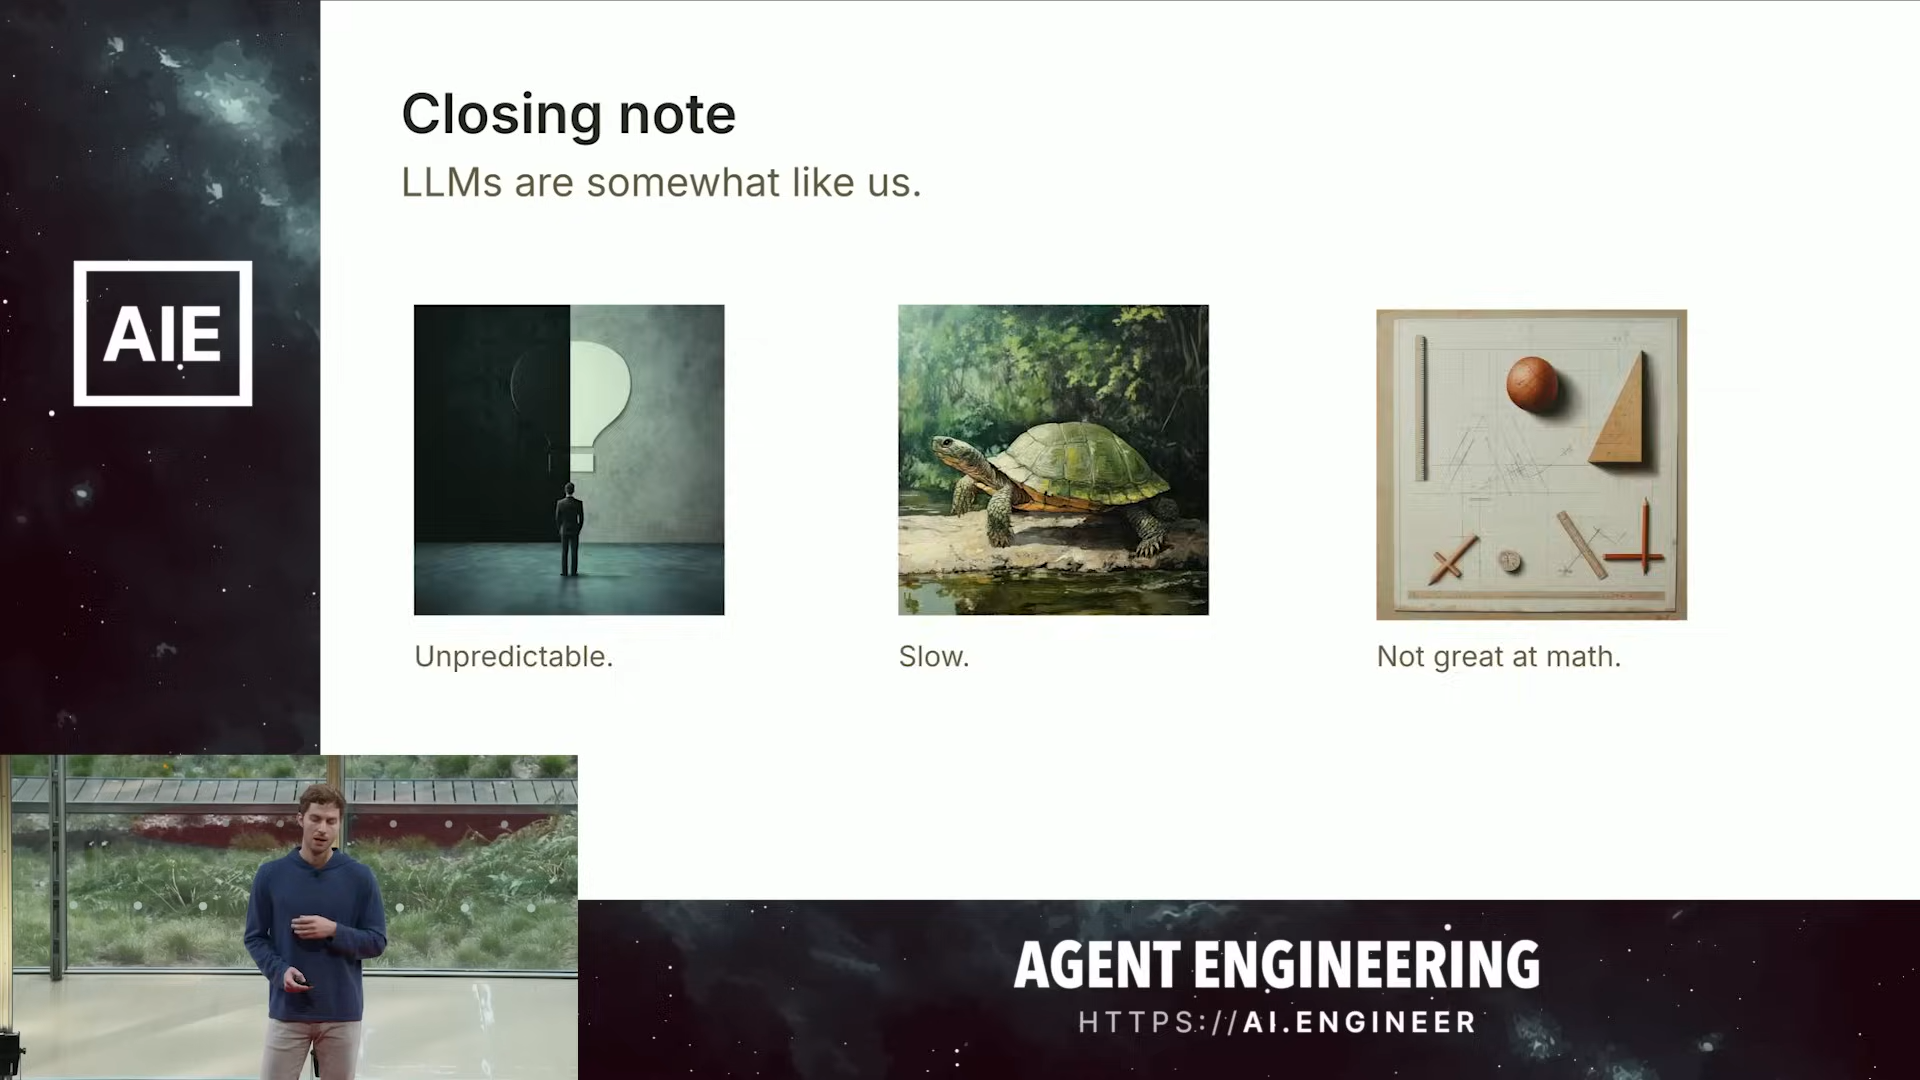 Closing note
LLMs are somewhat like us.
AIE
Unpredictable.
Slow.
Not great at math.
AGENT ENGINEERING
HTTPS://AI.ENGINEER